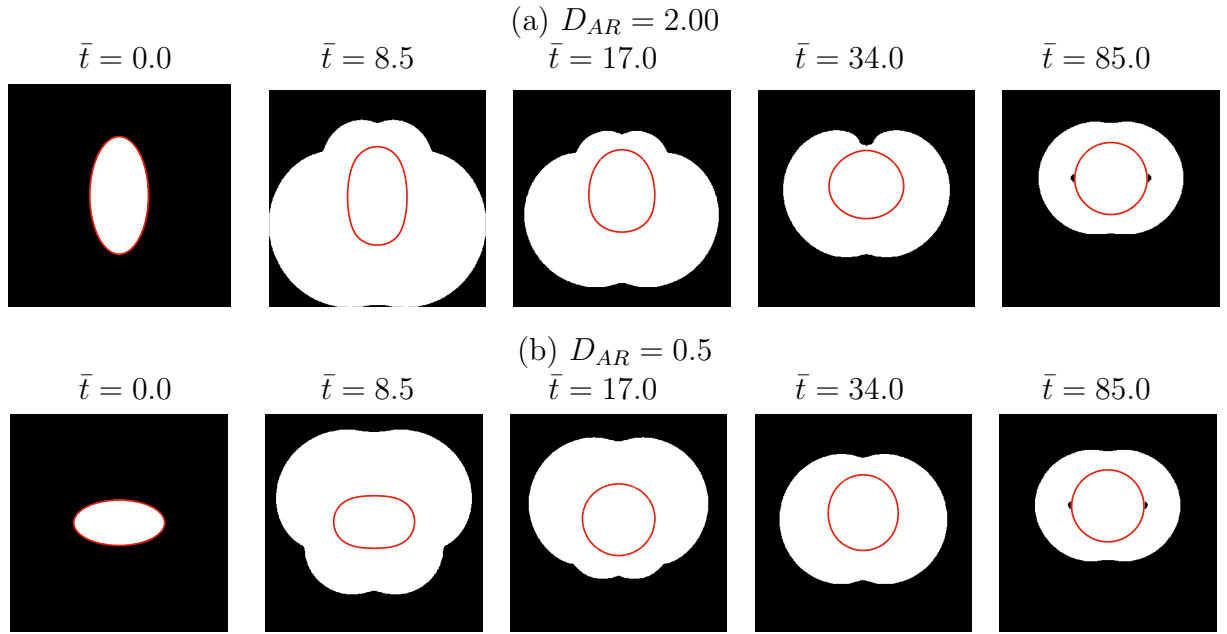 (a) $D_{AR} = 2.00$
$\bar{t} = 0.0$ $\bar{t} = 8.5$ $\bar{t} = 17.0$ $\bar{t} = 34.0$ $\bar{t} = 85.0$
(b) $D_{AR} = 0.5$
$\bar{t} = 0.0$ $\bar{t} = 8.5$ $\bar{t} = 17.0$ $\bar{t} = 34.0$ $\bar{t} = 85.0$